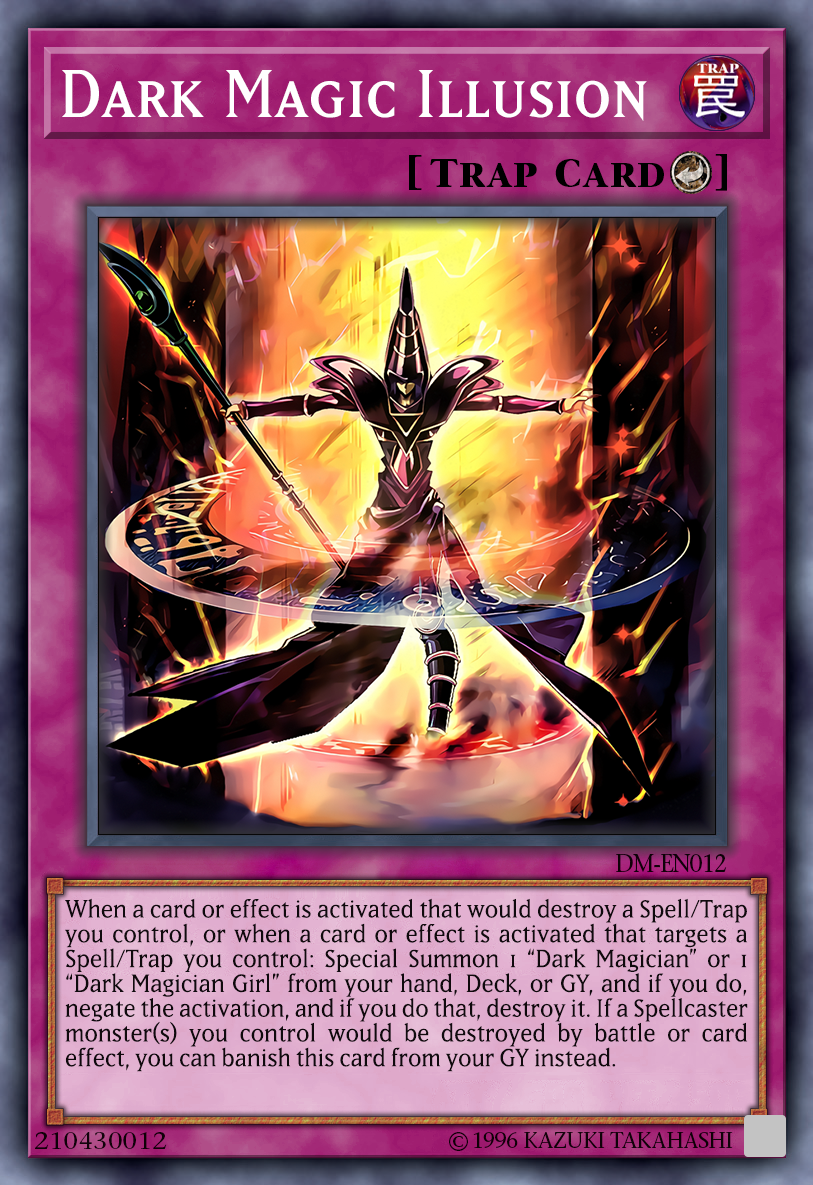 DARK MAGIC ILLUSION
TRAP
罠
[TRAP CARD]
DM-EN012
When a card or effect is activated that would destroy a Spell/Trap
you control, or when a card or effect is activated that targets a
Spell/Trap you control: Special Summon 1 “Dark Magician” or 1
“Dark Magician Girl” from your hand, Deck, or GY, and if you do,
negate the activation, and if you do that, destroy it. If a Spellcaster
monster(s) you control would be destroyed by battle or card
effect, you can banish this card from your GY instead.
210430012
© 1996 KAZUKI TAKAHASHI